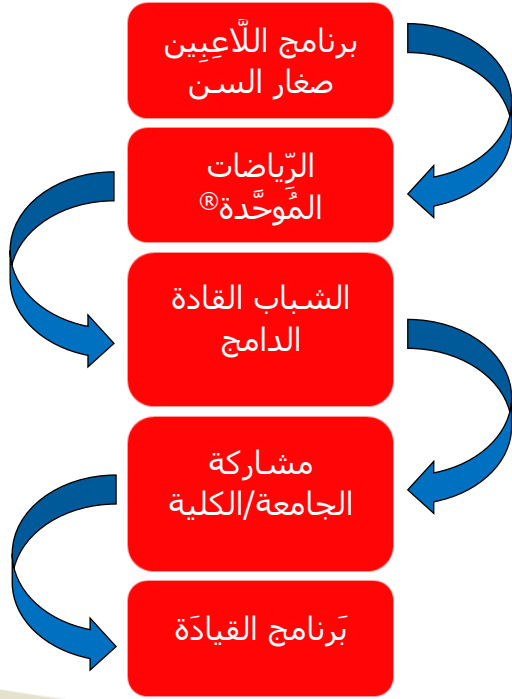 برنامج اللَّاعِبِين
صغار السن
الرِّياضات
المُوحَّدة®
الشباب القادة
الدامج
مشاركة
الجامعة/الكلية
بَرنامج القيادَة